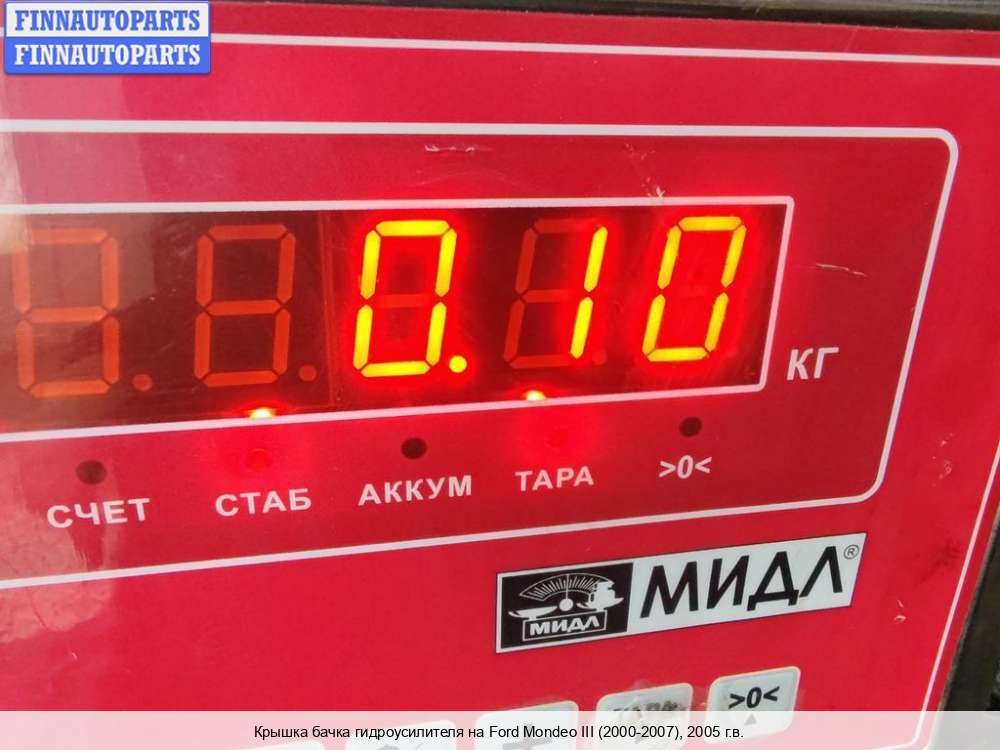 FINNAUTOPARTS
FINNAUTOPARTS
0.10
КГ
СЧЕТ СТАБ АККУМ ТАРА >0<
МИДЛ МИДЛ®
>0<
Крышка бачка гидроусилителя на Ford Mondeo III (2000-2007), 2005 г.в.